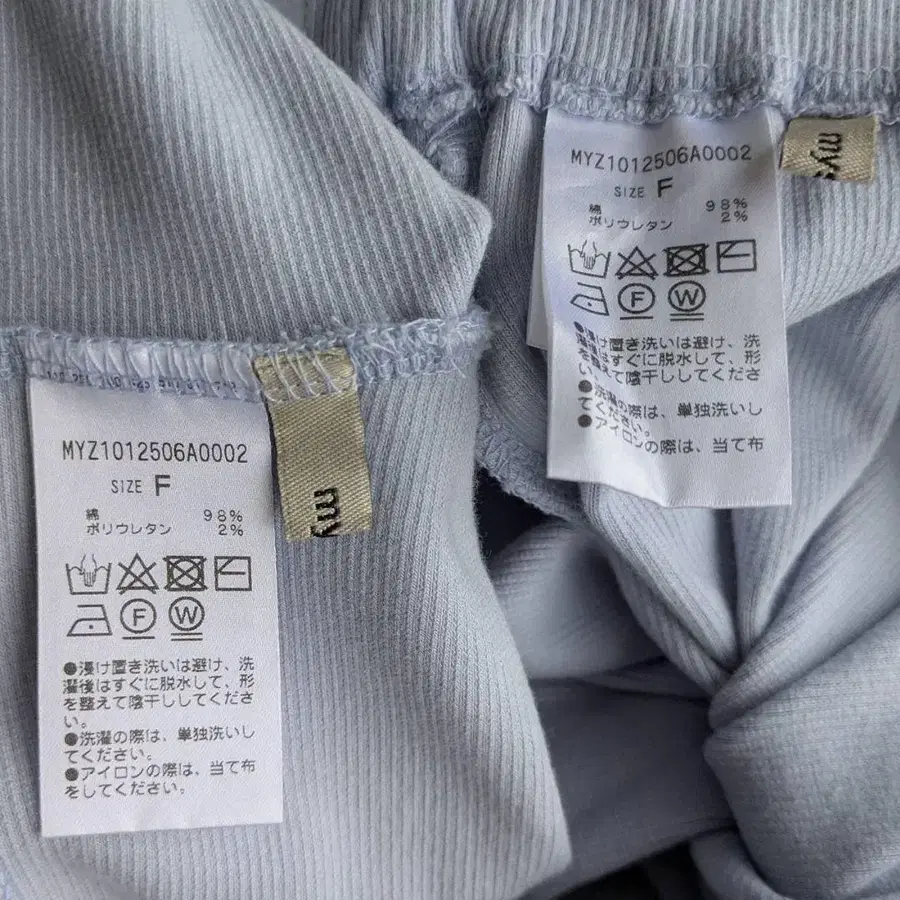 MYZ1012506A0002
SIZE F
綿 98%
ポリウレタン 2%
F W
●浸け置き洗いは避け、洗
濯後はすぐに脱水して、形
を整えて陰干ししてくださ
い。
●洗濯の際は、単独洗いし
てください。
●アイロンの際は、当て布
をしてください。
my
MYZ1012506A0002
SIZE F
綿 98%
ポリウレタン 2%
F W
●浸け置き洗いは避け、洗
濯後はすぐに脱水して、形
を整えて陰干ししてくださ
い。
●洗濯の際は、単独洗いし
てください。
●アイロンの際は、当て布
mys